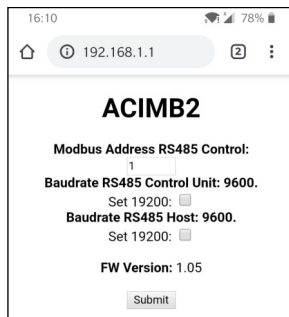 16:10
78%
192.168.1.1
2
ACIMB2
Modbus Address RS485 Control:
1
Baudrate RS485 Control Unit: 9600.
Set 19200:
Baudrate RS485 Host: 9600.
Set 19200:
FW Version: 1.05
Submit